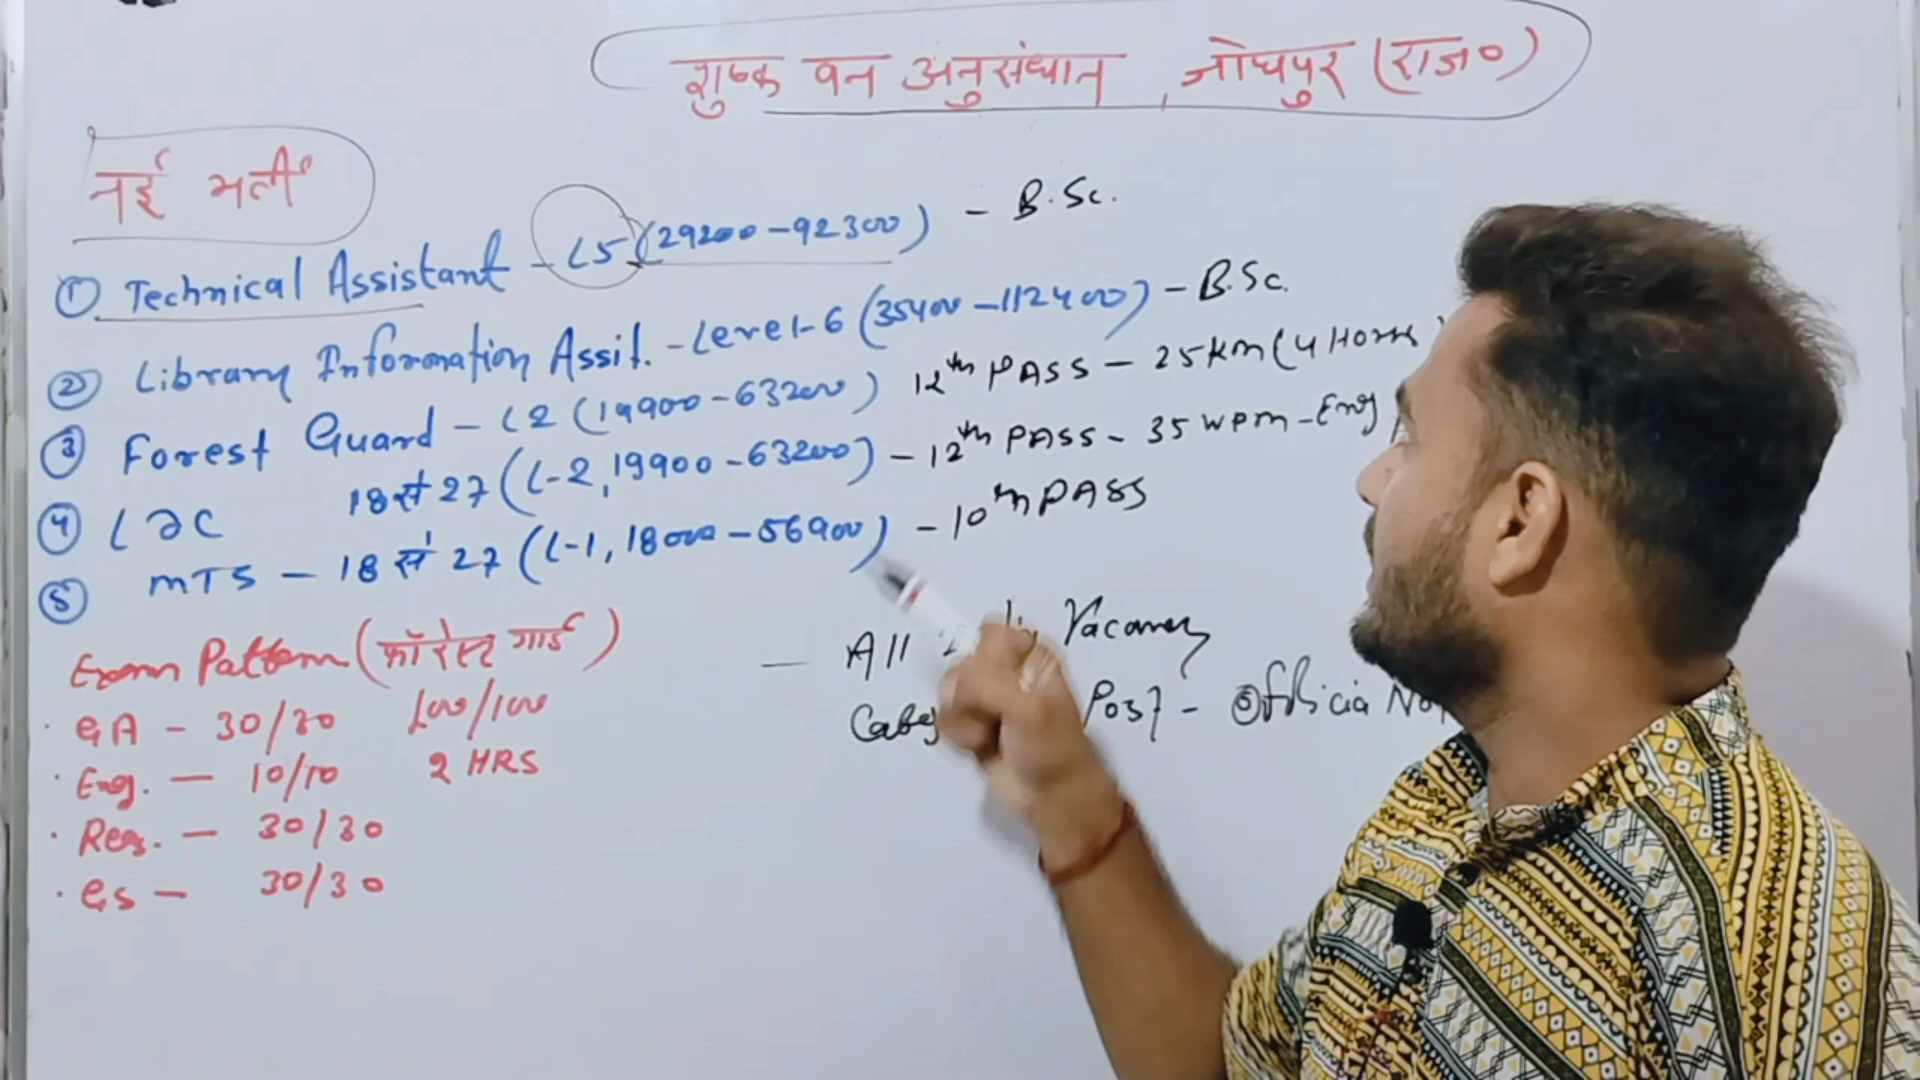 शुष्क वन अनुसंधान, जोधपुर (राज०)
नई भर्ती
① Technical Assistant - L5 (29200-92300) - B.Sc.
② Library Information Assit. - Level-6 (35400-112400) - B.Sc.
③ Forest Guard - L2 (19900-63200) 12th PASS - 25km (4 Hours
④ LDC 18 से 27 (L-2, 19900-63200) - 12th PASS - 35 wpm - Eng
⑤ MTS - 18 से 27 (L-1, 18000-56900) - 10th PASS
Exam Pattern (फॉरेस्ट गार्ड)
· GA - 30/30 100/100
· Eng. - 10/10 2 HRS
· Res. - 30/30
· GS - 30/30
- All Vacancy
Post - Official